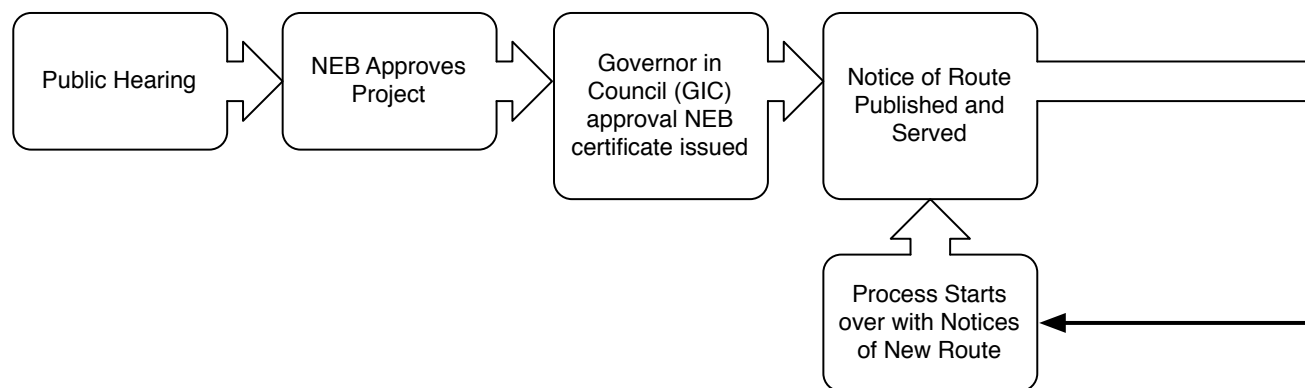 Public Hearing
NEB Approves
Project
Governor in
Council (GIC)
approval NEB
certificate issued
Notice of Route
Published and
Served
Process Starts
over with Notices
of New Route